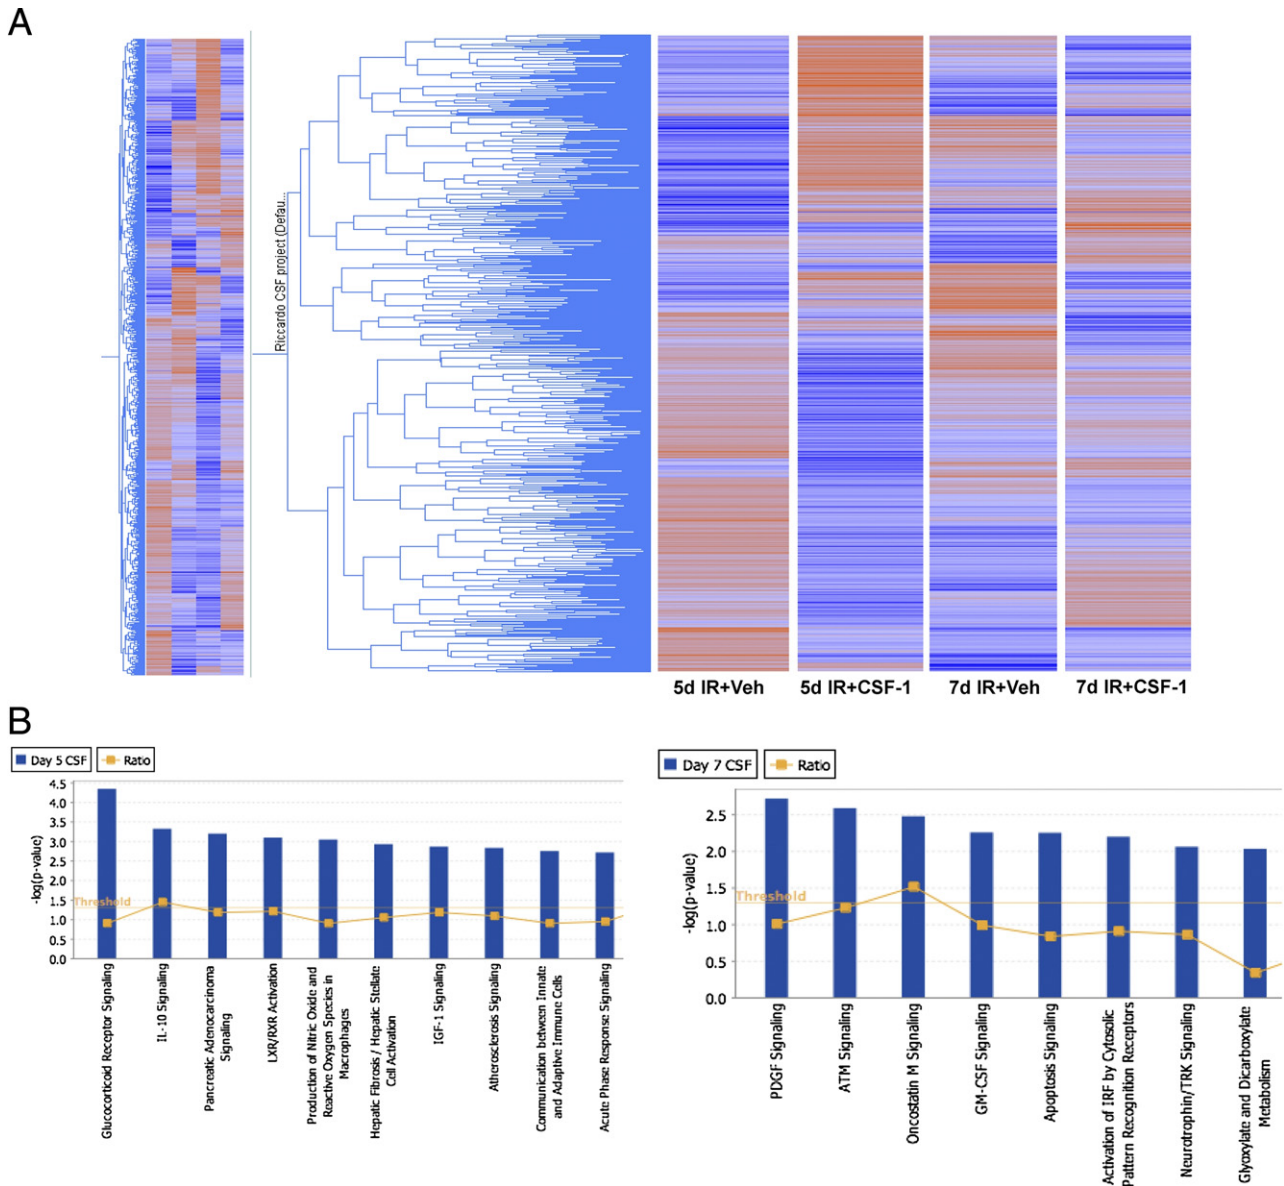 A
Riccardo CSF project (Defau...
5d IR+Veh
5d IR+CSF-1
7d IR+Veh
7d IR+CSF-1
B
Day 5 CSF
Ratio
4.5
4.0
3.5
3.0
2.5
2.0
1.5
1.0
0.5
0.0
-log(p-value)
Threshold
Glucocorticoid Receptor Signaling
IL-10 Signaling
Pancreatic Adenocarcinoma
Signaling
LXR/RXR Activation
Production of Nitric Oxide and
Reactive Oxygen Species in
Macrophages
Hepatic Fibrosis / Hepatic Stellate
Cell Activation
IGF-1 Signaling
Atherosclerosis Signaling
Communication between Innate
and Adaptive Immune Cells
Acute Phase Response Signaling
Day 7 CSF
Ratio
2.5
2.0
1.5
1.0
0.5
0.0
-log(p-value)
Threshold
PDGF Signaling
ATM Signaling
Oncostatin M Signaling
GM-CSF Signaling
Apoptosis Signaling
Activation of IRF by Cytosolic
Pattern Recognition Receptors
Neurotrophin/TRK Signaling
Glyoxylate and Dicarboxylate
Metabolism